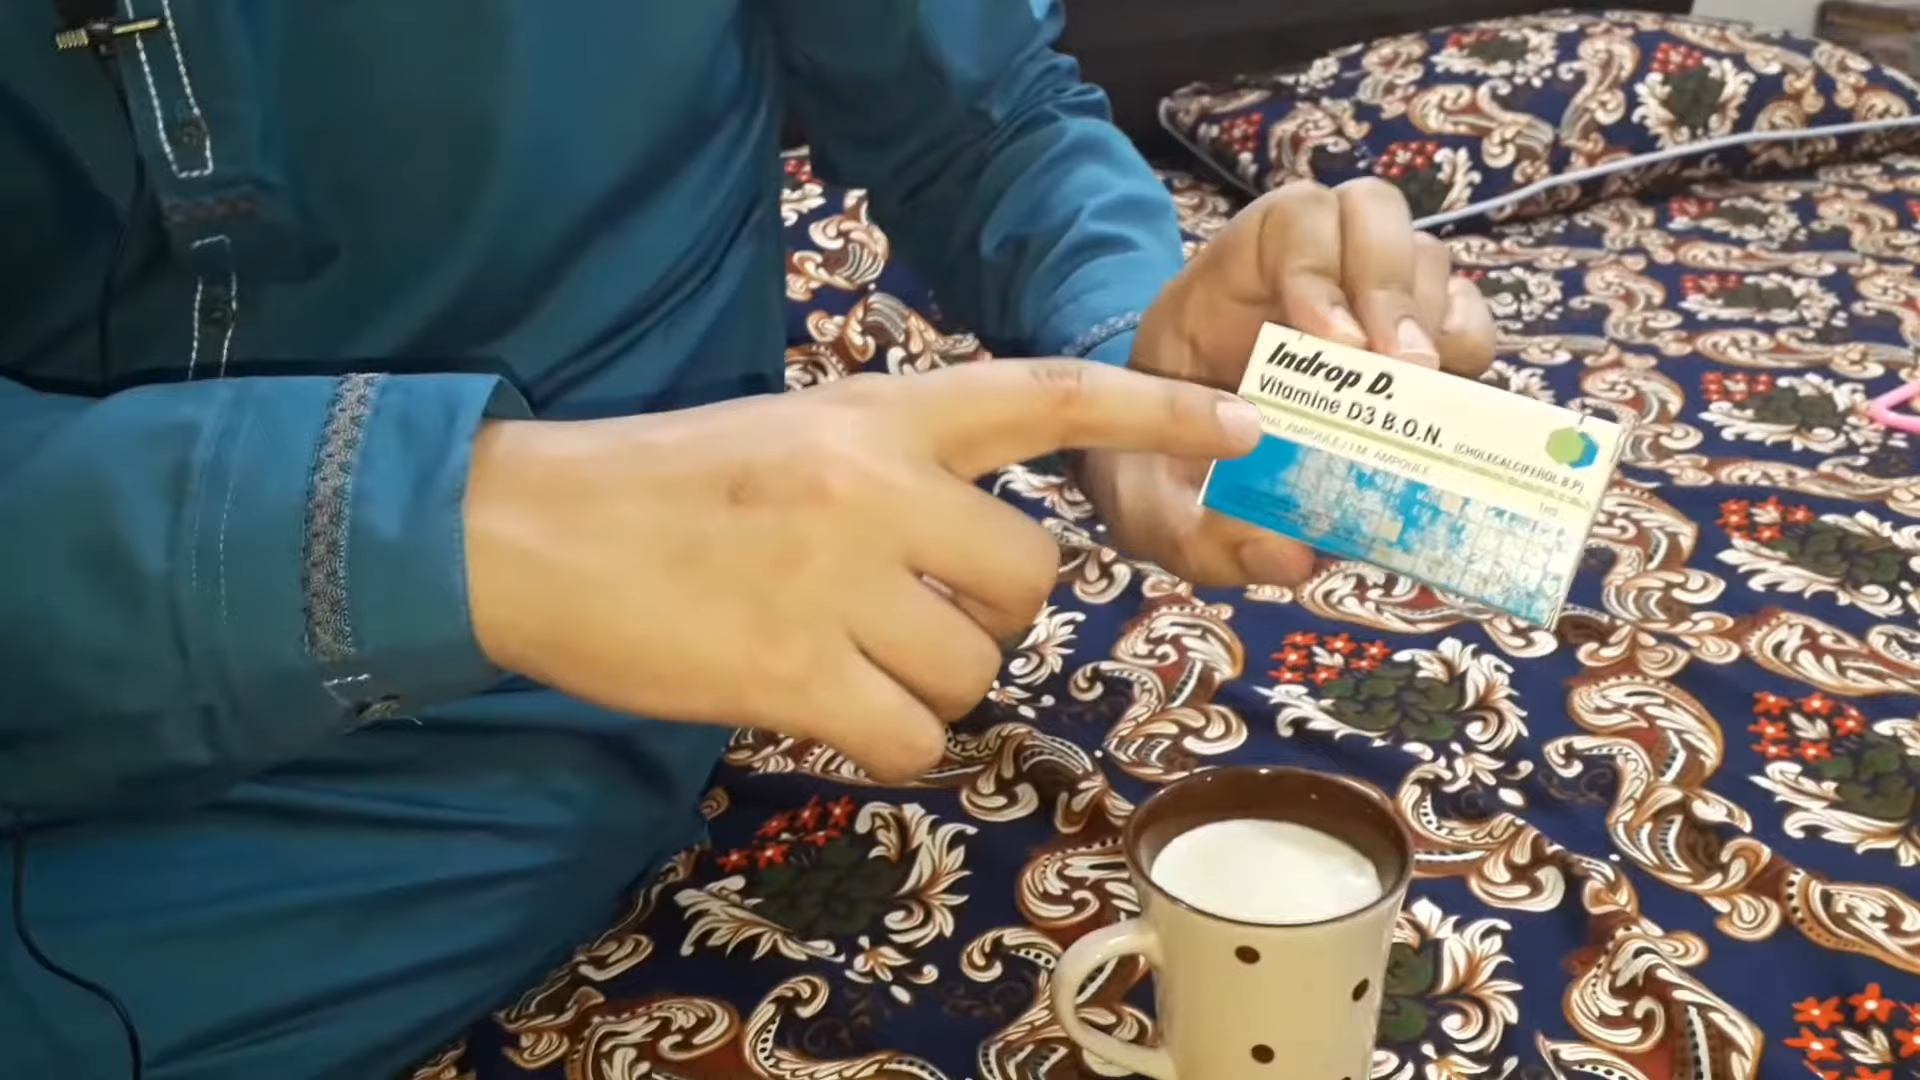 Indrop D.
Vitamine D3 B.O.N.
(CHOLECALCIFEROL B.P)
ORAL AMPOULE / I.M. AMPOULE
1ml